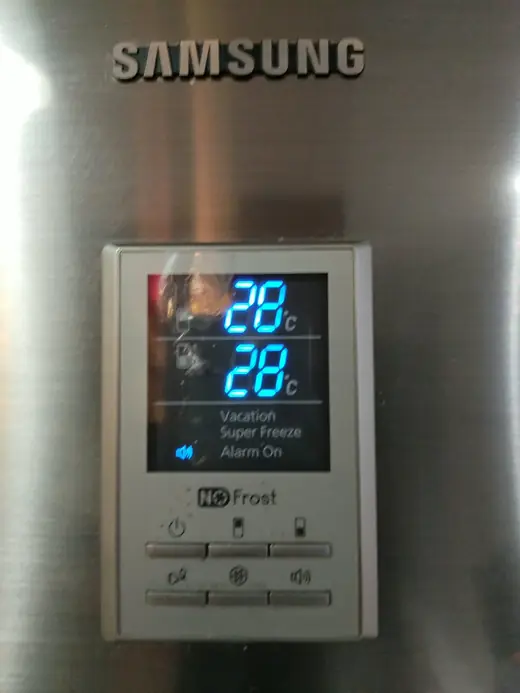 SAMSUNG
28°C
28°C
Vacation
Super Freeze
Alarm On
NO Frost